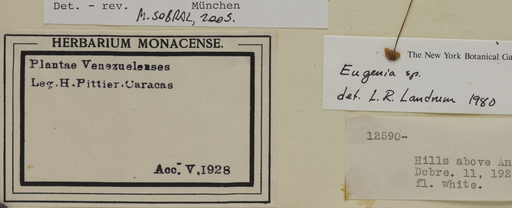 Det. - rev. München
M. SOBRAL, 2005.
HERBARIUM MONACENSE.
Plantae Venezuelenses
Leg. H. Pittier. Caracas
Acc. V, 1928
The New York Botanical Ga
Eugenia sp.
det. L. R. Landrum 1980
12590-
Hills above An
Debre. 11, 192
fl. white.